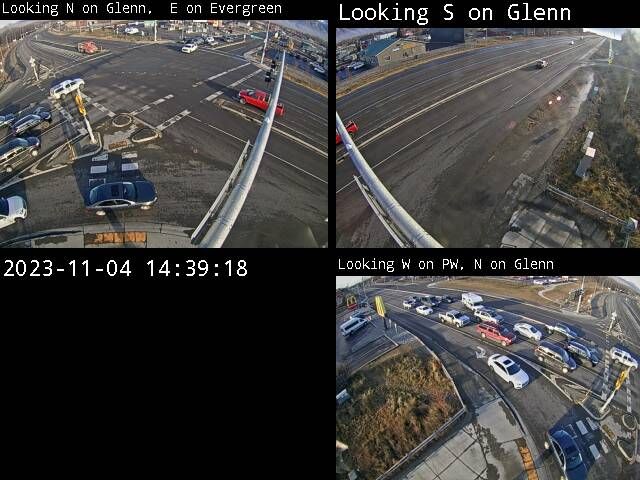 Looking N on Glenn,  E on Evergreen
Looking S on Glenn
2023-11-04 14:39:18
Looking W on PW, N on Glenn